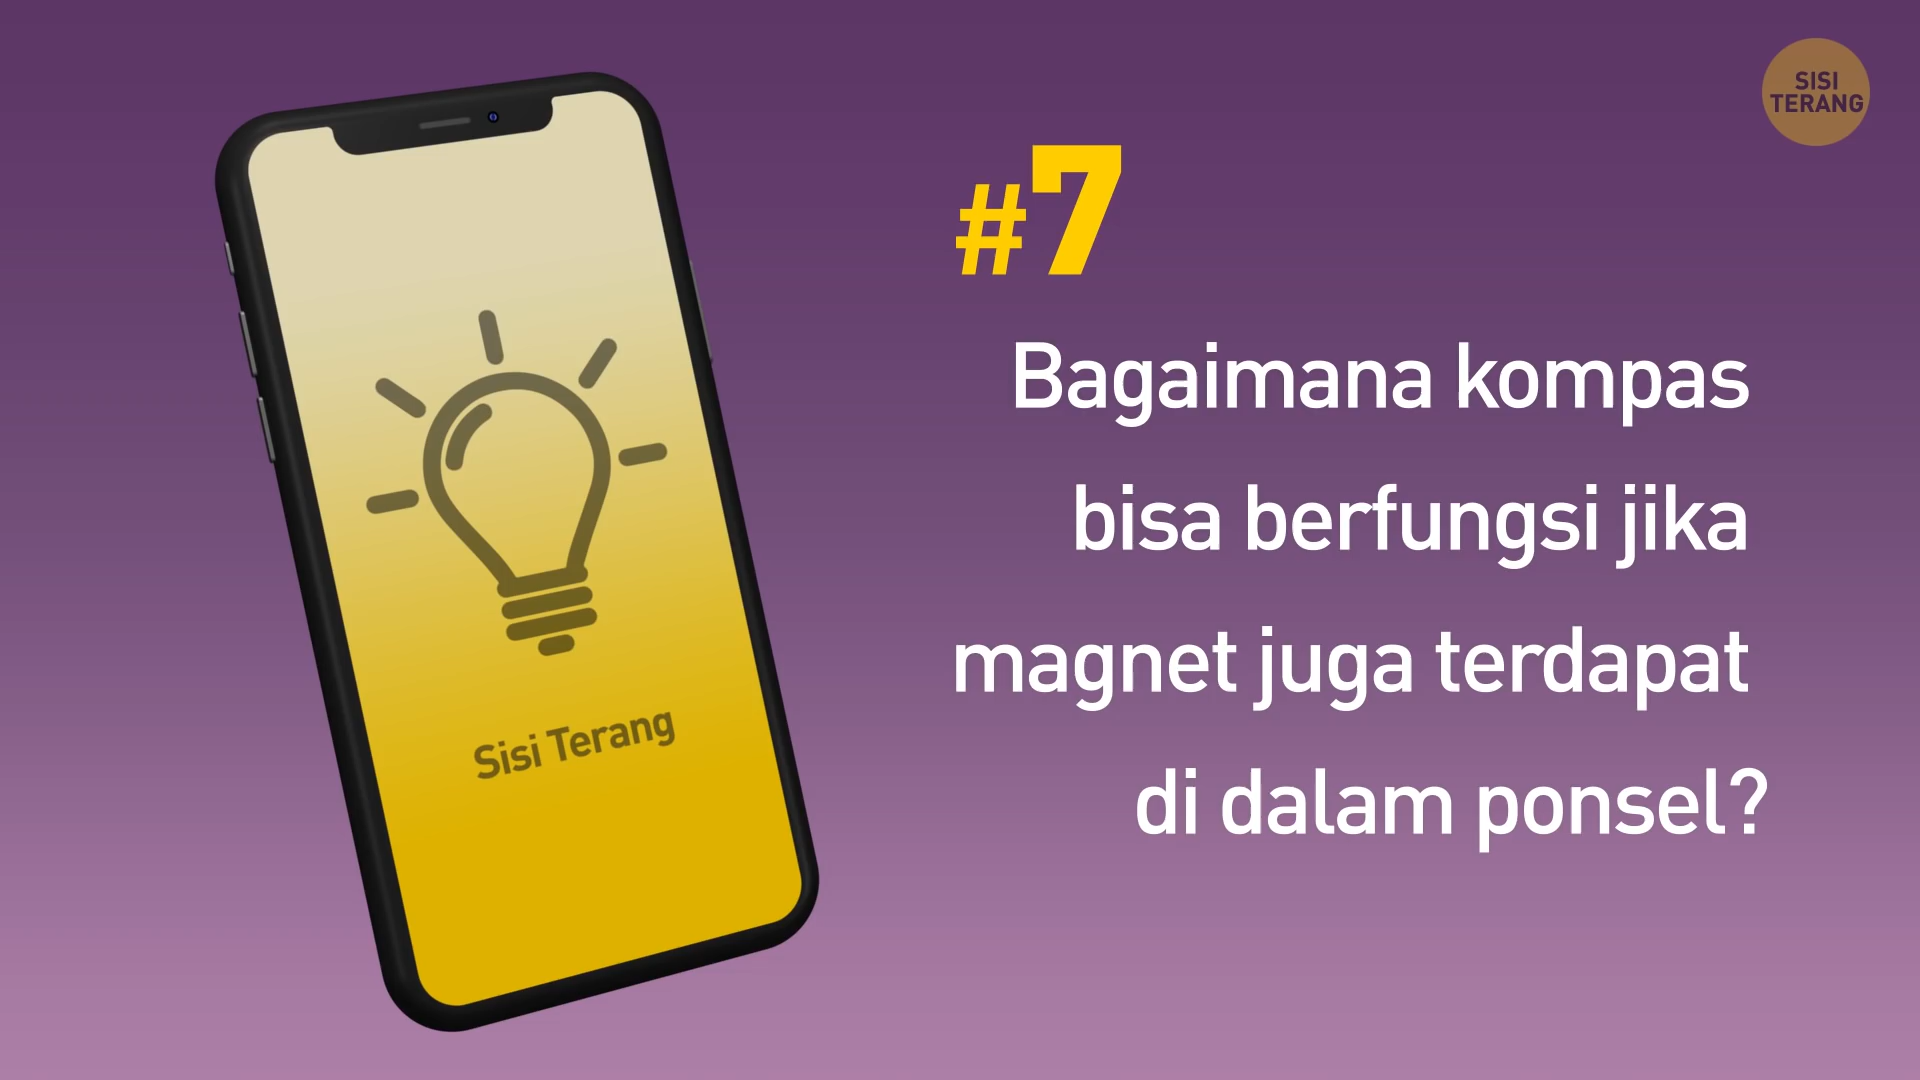 SISI
TERANG
#7
Bagaimana kompas
bisa berfungsi jika
magnet juga terdapat
di dalam ponsel?
Sisi Terang